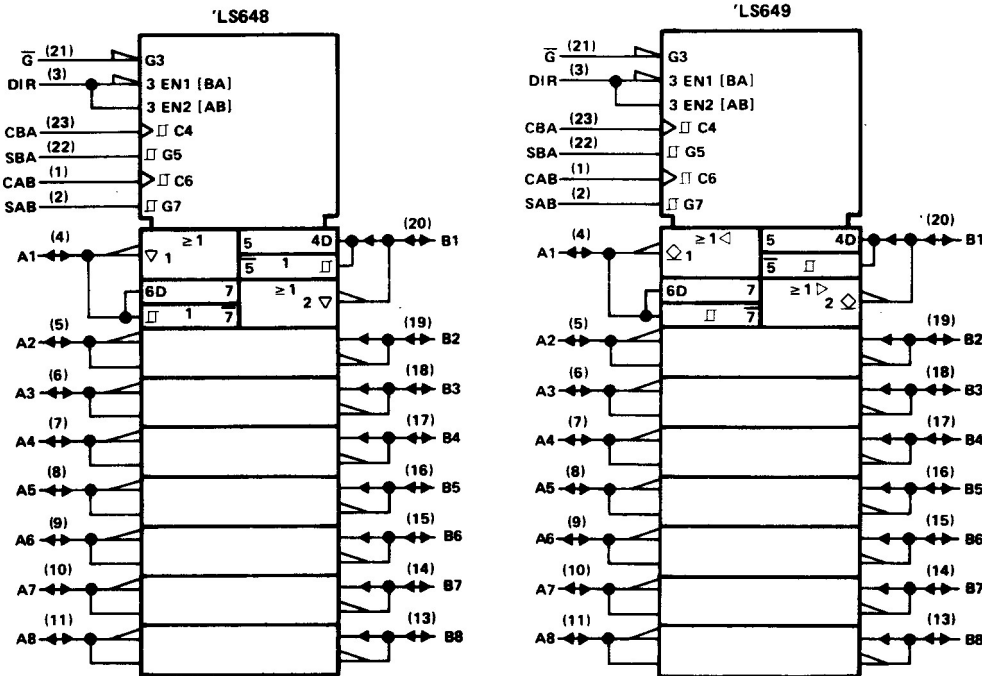 'LS648
G̅ (21) G3
DIR (3) 3 EN1 [BA]
3 EN2 [AB]
CBA (23) C4
SBA (22) G5
CAB (1) C6
SAB (2) G7
A1 (4) ▽ 1 ≥1 5 4D (20) B1
5̅ 1
6D 7 ≥1
1 7̅ 2 ▽
A2 (5) (19) B2
A3 (6) (18) B3
A4 (7) (17) B4
A5 (8) (16) B5
A6 (9) (15) B6
A7 (10) (14) B7
A8 (11) (13) B8
'LS649
G̅ (21) G3
DIR (3) 3 EN1 [BA]
3 EN2 [AB]
CBA (23) C4
SBA (22) G5
CAB (1) C6
SAB (2) G7
A1 (4) 1 ≥1 ◁ 5 4D (20) B1
5̅
6D 7 ≥1 ▷
7̅ 2
A2 (5) (19) B2
A3 (6) (18) B3
A4 (7) (17) B4
A5 (8) (16) B5
A6 (9) (15) B6
A7 (10) (14) B7
A8 (11) (13) B8